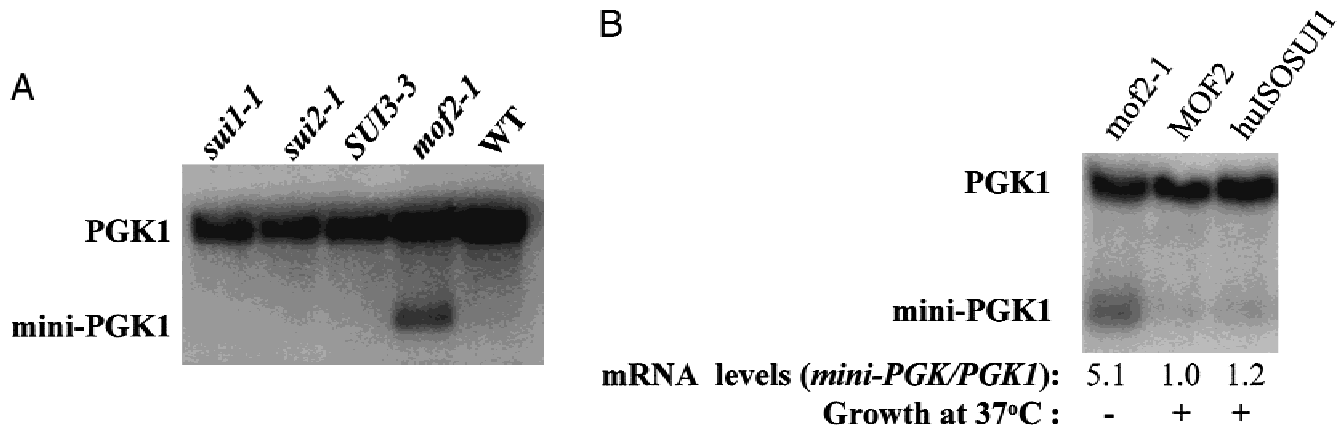 A
sui1-1 sui2-1 SUI3-3 mof2-1 WT
PGK1
mini-PGK1
B
mof2-1 MOF2 huISOSUI1
PGK1
mini-PGK1
mRNA levels (mini-PGK/PGK1): 5.1 1.0 1.2
Growth at 37°C : - + +